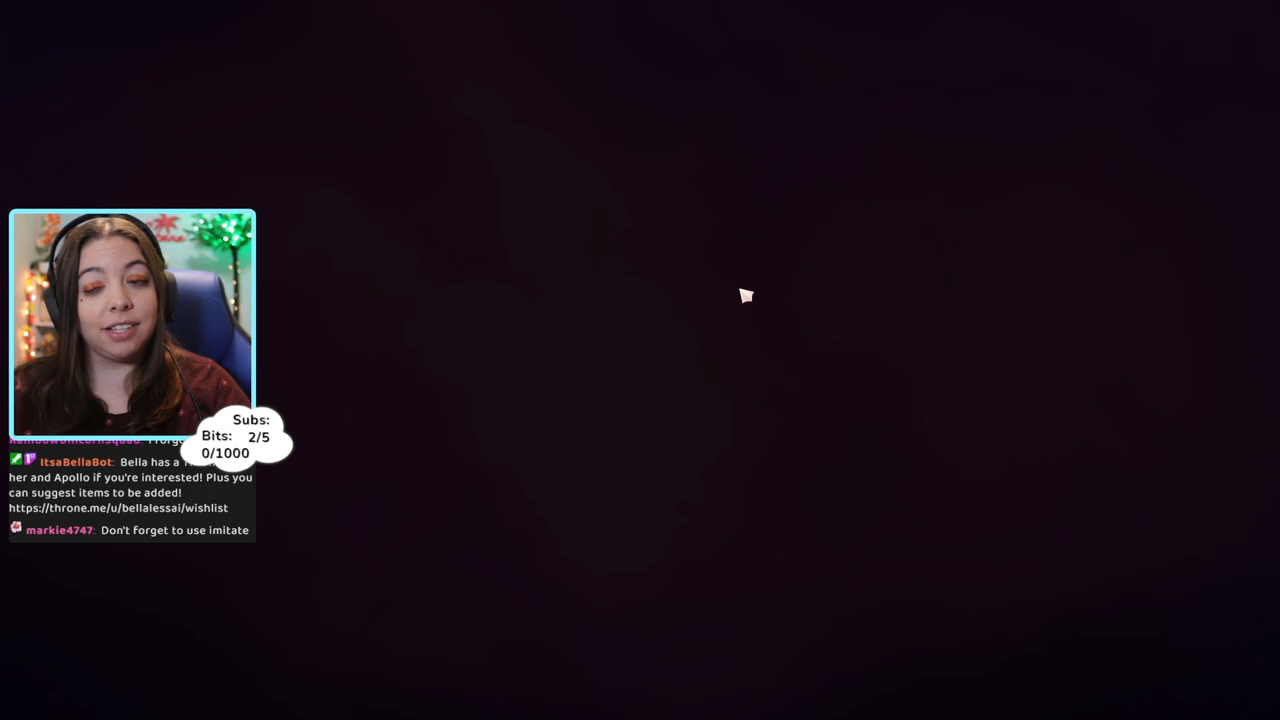 Subs:
Bits: 2/5
0/1000
ItsaBellaBot: Bella has a
her and Apollo if you're interested! Plus you
can suggest items to be added!
https://throne.me/u/bellalessai/wishlist
markie4747: Don't forget to use imitate